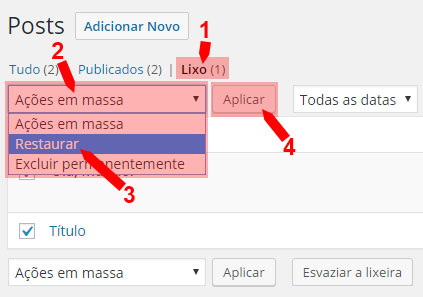 Posts Adicionar Novo
1
2
Tudo (2) Publicados (2) | Lixo (1)
Ações em massa Aplicar Todas as datas
Ações em massa
Restaurar
4
Excluir permanentemente
3
Título
Ações em massa Aplicar Esvaziar a lixeira